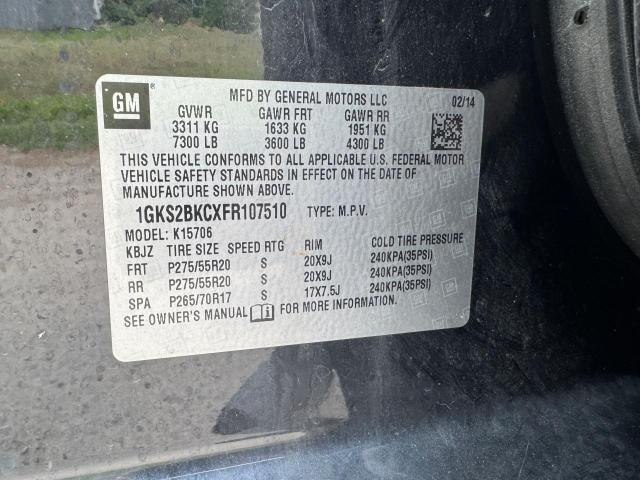 GM ®
MFD BY GENERAL MOTORS LLC 02/14
GVWR GAWR FRT GAWR RR
3311 KG 1633 KG 1951 KG
7300 LB 3600 LB 4300 LB
THIS VEHICLE CONFORMS TO ALL APPLICABLE U.S. FEDERAL MOTOR
VEHICLE SAFETY STANDARDS IN EFFECT ON THE DATE OF
MANUFACTURE SHOWN ABOVE.
1GKS2BKCXFR107510 TYPE: M.P.V.
MODEL: K15706
KBJZ TIRE SIZE SPEED RTG RIM COLD TIRE PRESSURE
FRT P275/55R20 S 20X9J 240KPA(35PSI)
RR P275/55R20 S 20X9J 240KPA(35PSI)
SPA P265/70R17 S 17X7.5J 240KPA(35PSI)
SEE OWNER'S MANUAL FOR MORE INFORMATION.